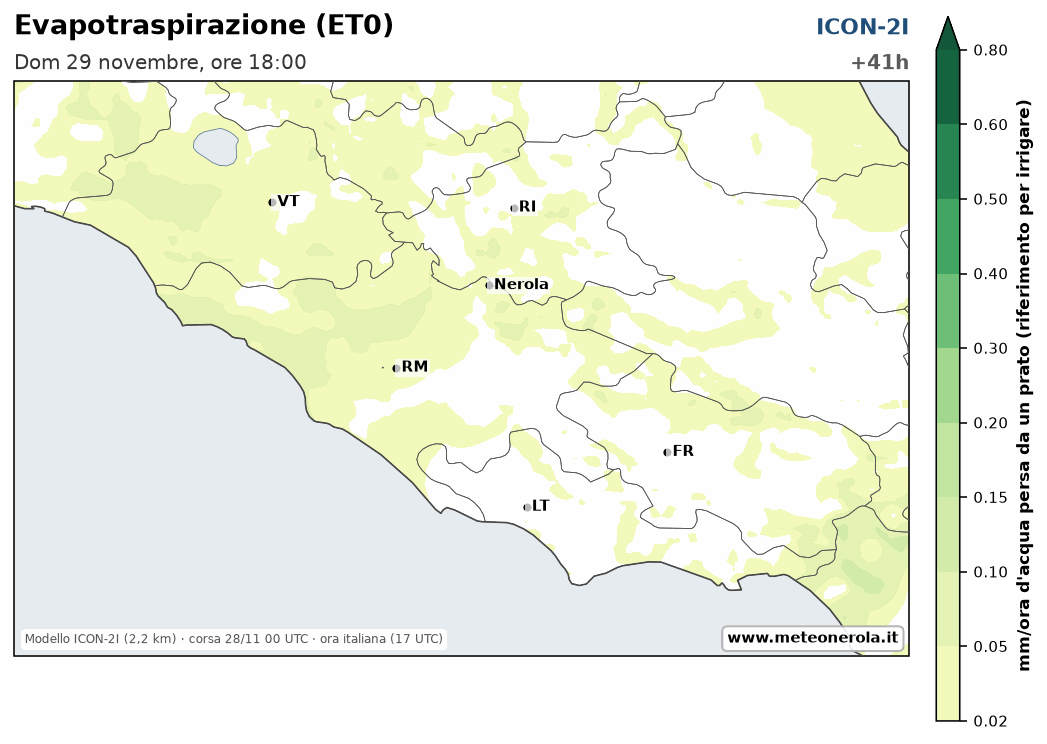 Evapotraspirazione (ET0)
ICON-2I
Dom 29 novembre, ore 18:00
+41h
VT
RI
Nerola
RM
FR
LT
Modello ICON-2I (2,2 km) · corsa 28/11 00 UTC · ora italiana (17 UTC)
www.meteonerola.it
0.80
0.60
0.50
0.40
0.30
0.20
0.15
0.10
0.05
0.02
mm/ora d'acqua persa da un prato (riferimento per irrigare)